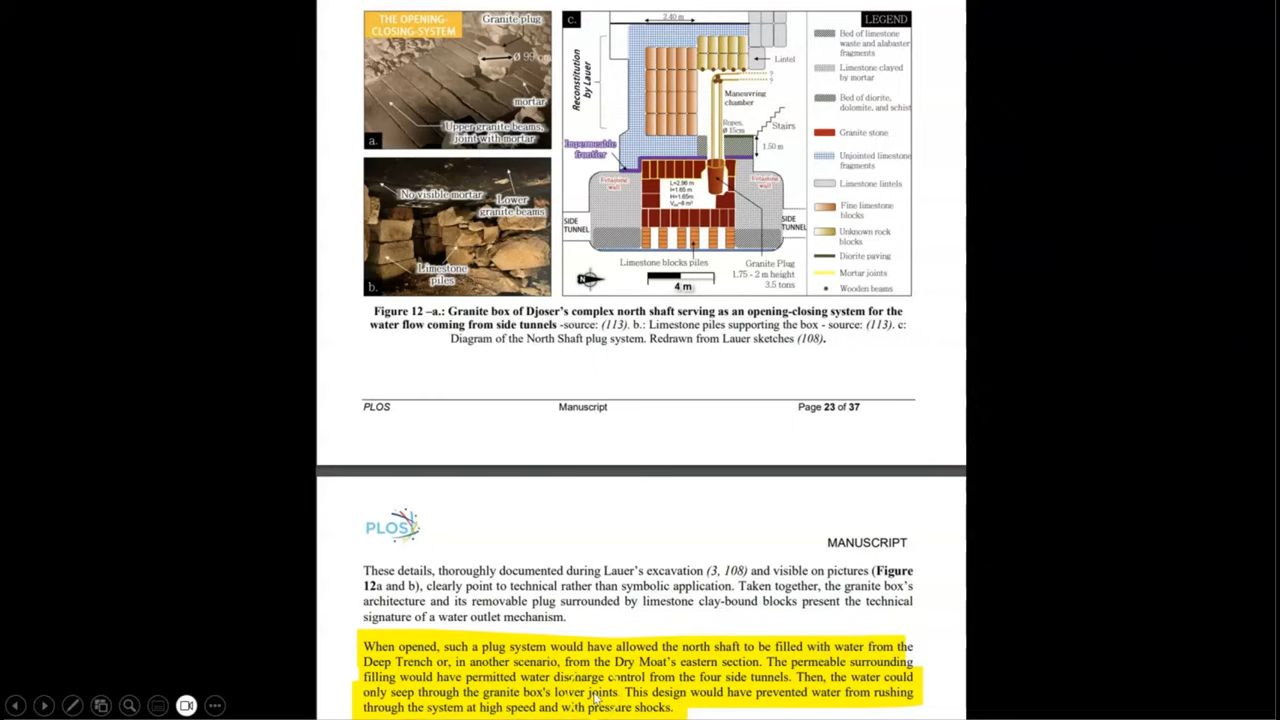 THE OPENING-
CLOSING-SYSTEM
Granite plug
Ø 99 cm
mortar
Upper granite beams,
joint with mortar
a.
No visible mortar
Lower
granite beams
Limestone
piles
b.
c.
2.40 m
Reconstitution
by Lauer
Lintel
?
?
Maneuvring
chamber
Ropes,
Ø 15cm
Stairs
1.50 m
Impermeable
frontier
L=2.96 m
l=1.65 m
H=1.65m
SIDE
TUNNEL
SIDE
TUNNEL
Limestone blocks piles
Granite Plug
1.75 - 2 m height
3.5 tons
N
4 m
LEGEND
Bed of limestone
waste and alabaster
fragments
Limestone clayed
by mortar
Bed of diorite,
dolomite, and schist
Granite stone
Unjointed limestone
fragments
Limestone lintels
Fine limestone
blocks
Unknown rock
blocks
Diorite paving
Mortar joints
Wooden beams
Figure 12 –a.: Granite box of Djoser's complex north shaft serving as an opening-closing system for the
water flow coming from side tunnels -source: (113). b.: Limestone piles supporting the box - source: (113). c:
Diagram of the North Shaft plug system. Redrawn from Lauer sketches (108).
PLOS Manuscript Page 23 of 37
PLOS
MANUSCRIPT
These details, thoroughly documented during Lauer's excavation (3, 108) and visible on pictures (Figure
12a and b), clearly point to technical rather than symbolic application. Taken together, the granite box's
architecture and its removable plug surrounded by limestone clay-bound blocks present the technical
signature of a water outlet mechanism.
When opened, such a plug system would have allowed the north shaft to be filled with water from the
Deep Trench or, in another scenario, from the Dry Moat's eastern section. The permeable surrounding
filling would have permitted water discharge control from the four side tunnels. Then, the water could
only seep through the granite box's lower joints. This design would have prevented water from rushing
through the system at high speed and with pressure shocks.